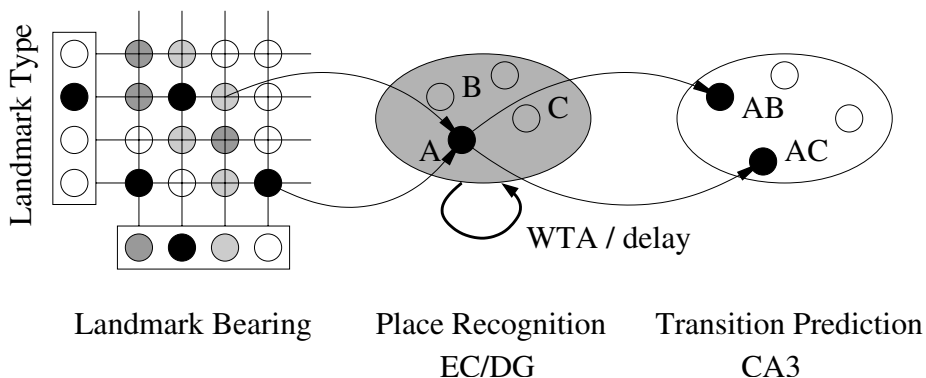 Landmark Type
B
C
A
AB
AC
WTA / delay
Landmark Bearing
Place Recognition
EC/DG
Transition Prediction
CA3